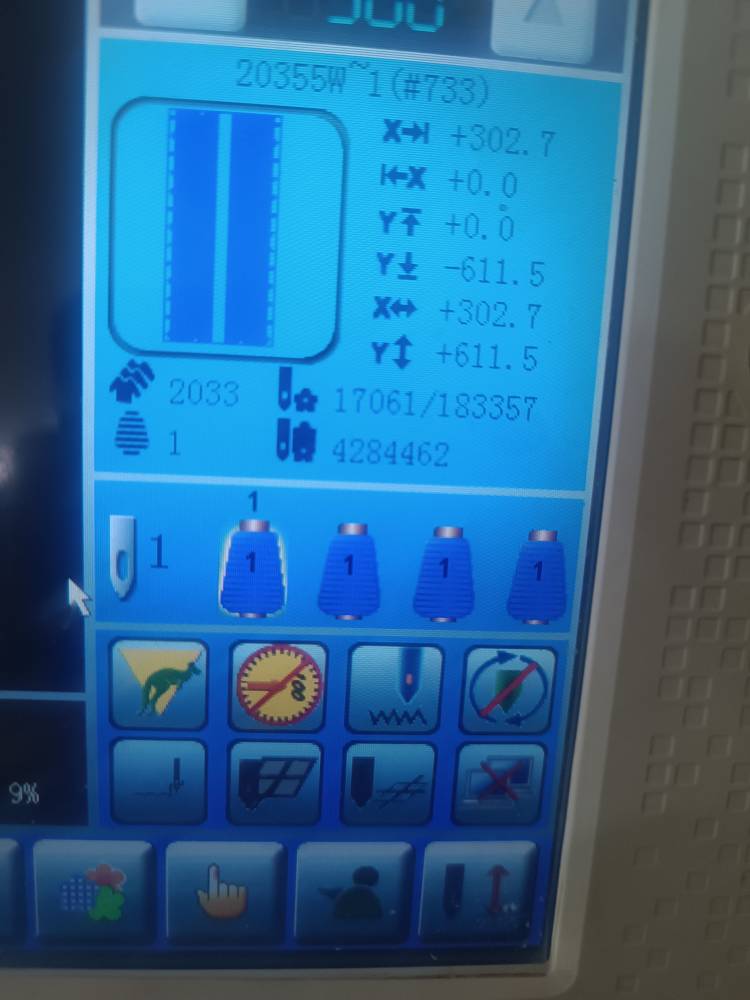 20355W~1(#733)
X +302.7
X +0.0
Y +0.0
Y -611.5
X +302.7
Y +611.5
2033
17061/183357
1
4284462
1
1
1
1
1
1
100
9%